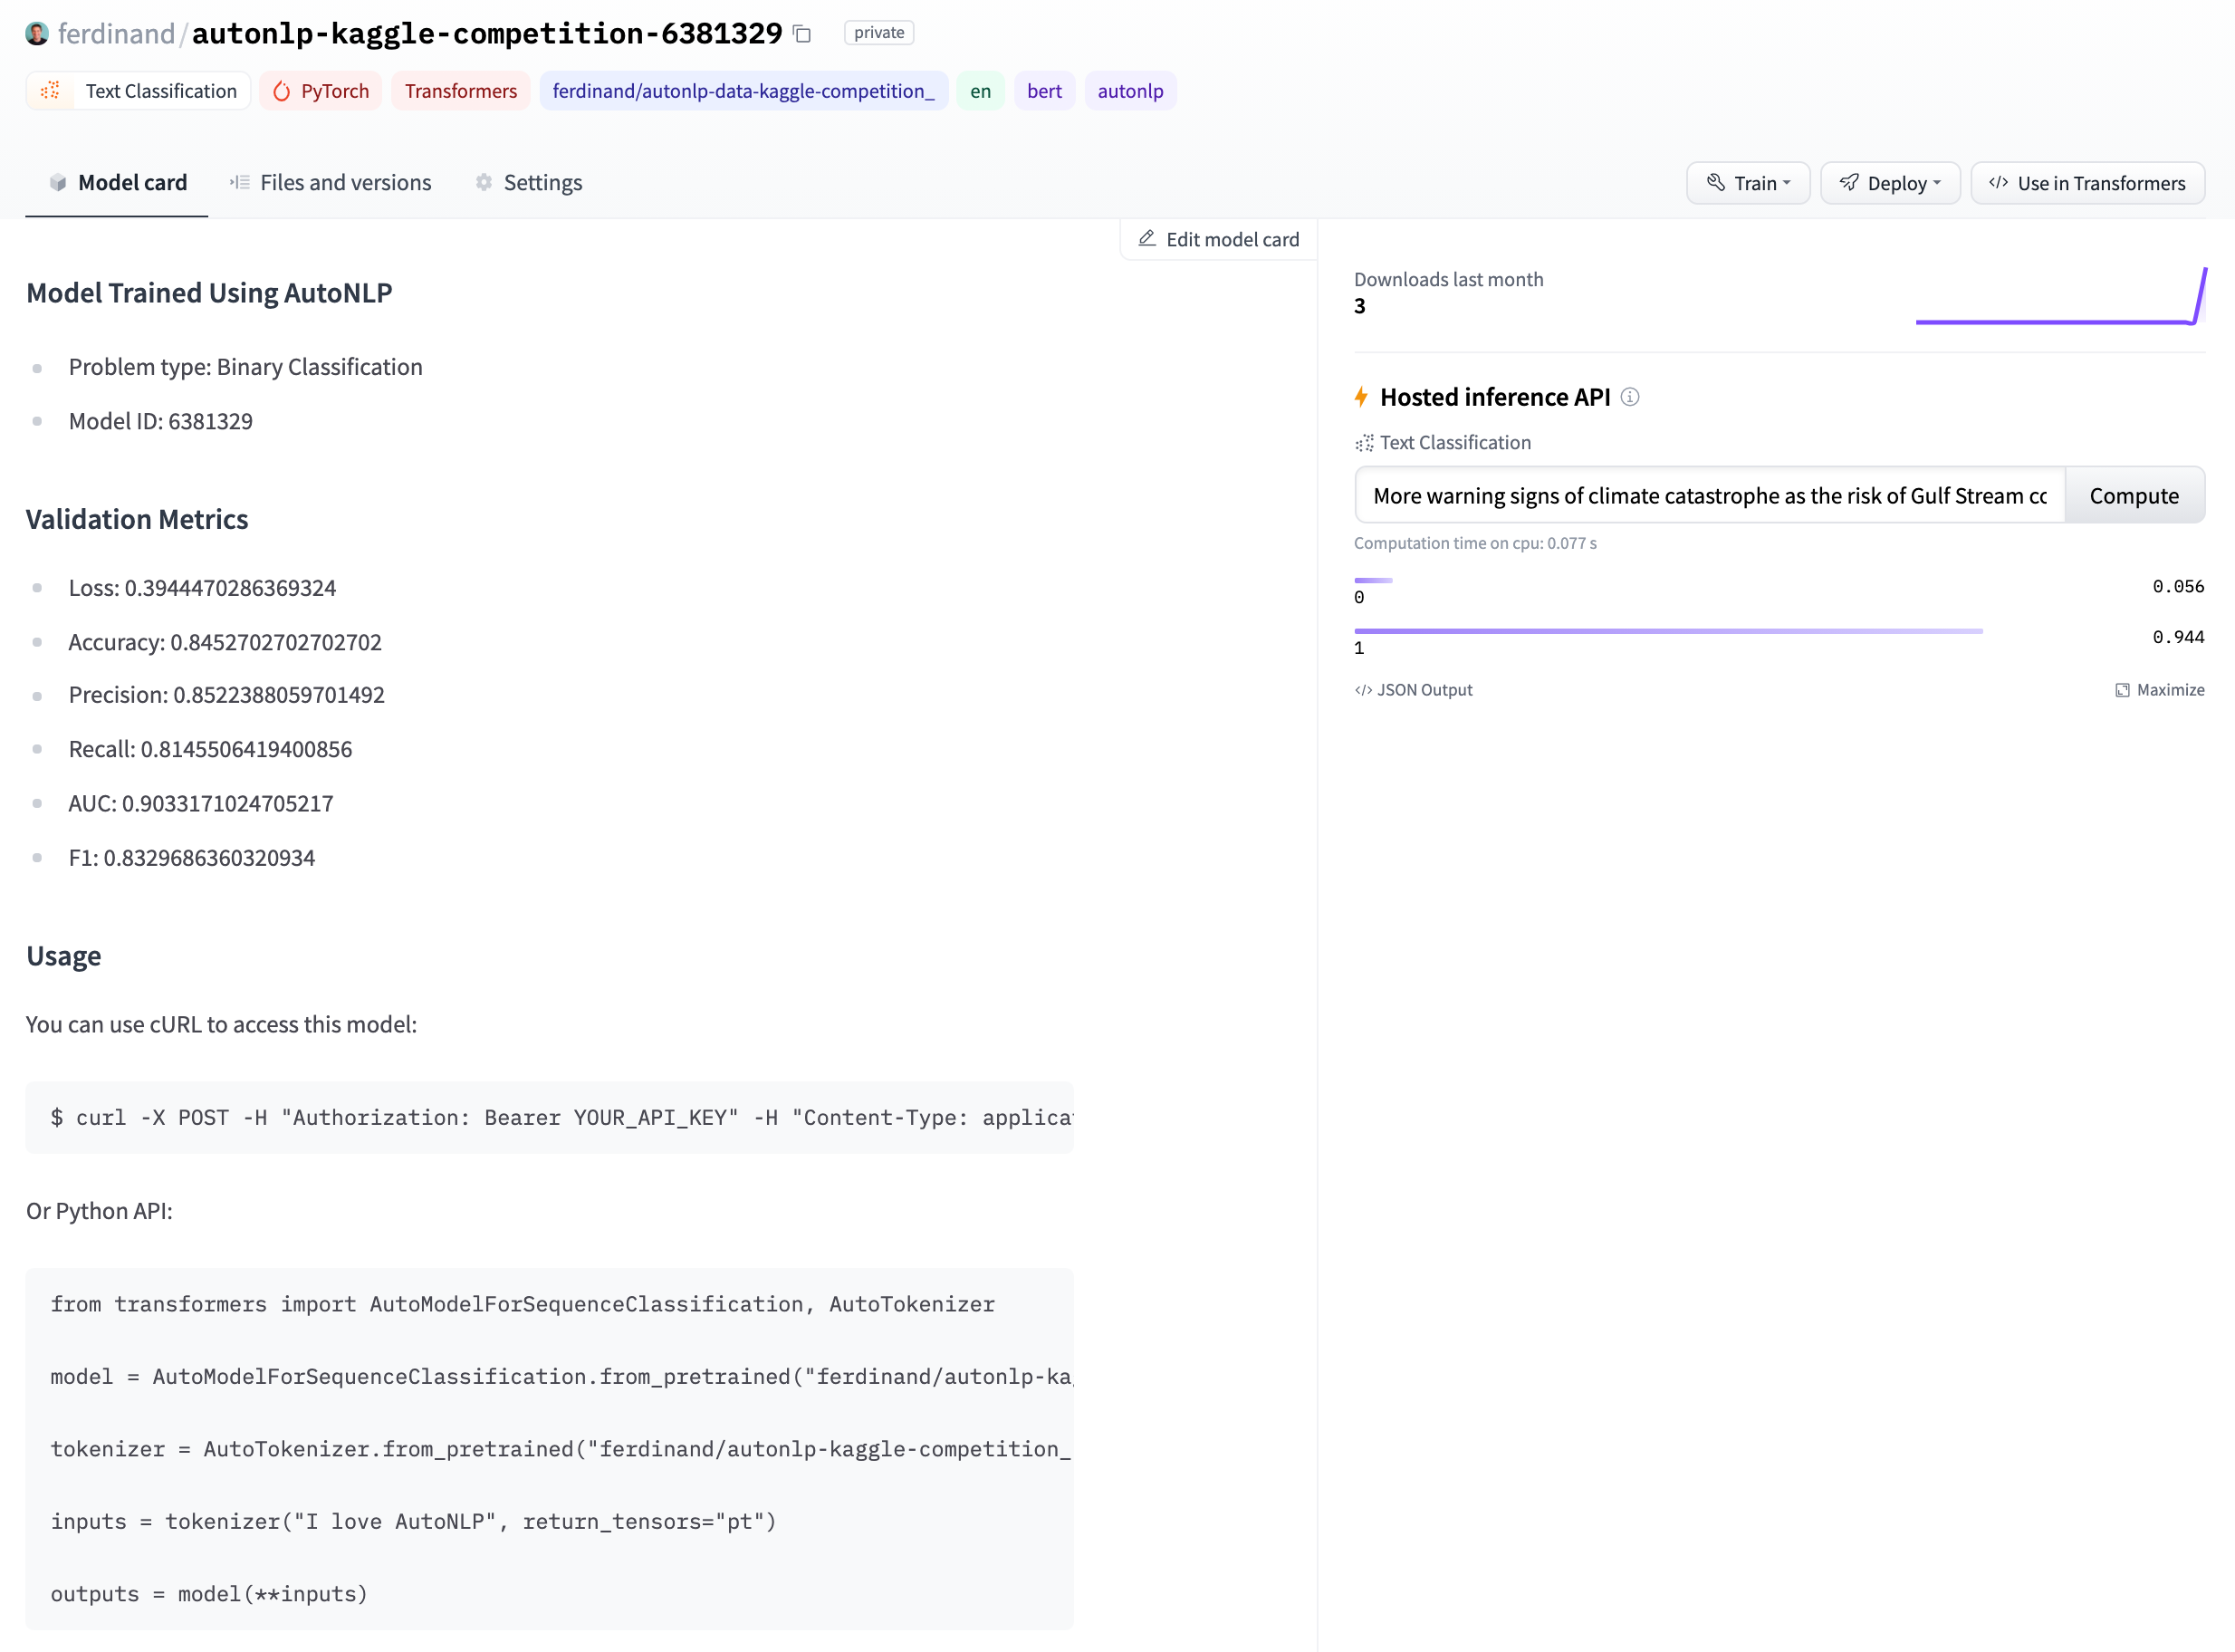 ferdinand/autonlp-kaggle-competition-6381329 private
Text Classification PyTorch Transformers ferdinand/autonlp-data-kaggle-competition_ en bert autonlp
Model card Files and versions Settings Train Deploy </> Use in Transformers
Edit model card
Model Trained Using AutoNLP
Problem type: Binary Classification
Model ID: 6381329
Validation Metrics
Loss: 0.3944470286369324
Accuracy: 0.8452702702702702
Precision: 0.8522388059701492
Recall: 0.8145506419400856
AUC: 0.9033171024705217
F1: 0.8329686360320934
Usage
You can use cURL to access this model:
$ curl -X POST -H "Authorization: Bearer YOUR_API_KEY" -H "Content-Type: applica
Or Python API:
from transformers import AutoModelForSequenceClassification, AutoTokenizer
model = AutoModelForSequenceClassification.from_pretrained("ferdinand/autonlp-ka
tokenizer = AutoTokenizer.from_pretrained("ferdinand/autonlp-kaggle-competition_
inputs = tokenizer("I love AutoNLP", return_tensors="pt")
outputs = model(**inputs)
Downloads last month
3
Hosted inference API
Text Classification
More warning signs of climate catastrophe as the risk of Gulf Stream cc Compute
Computation time on cpu: 0.077 s
0 0.056
1 0.944
</> JSON Output Maximize